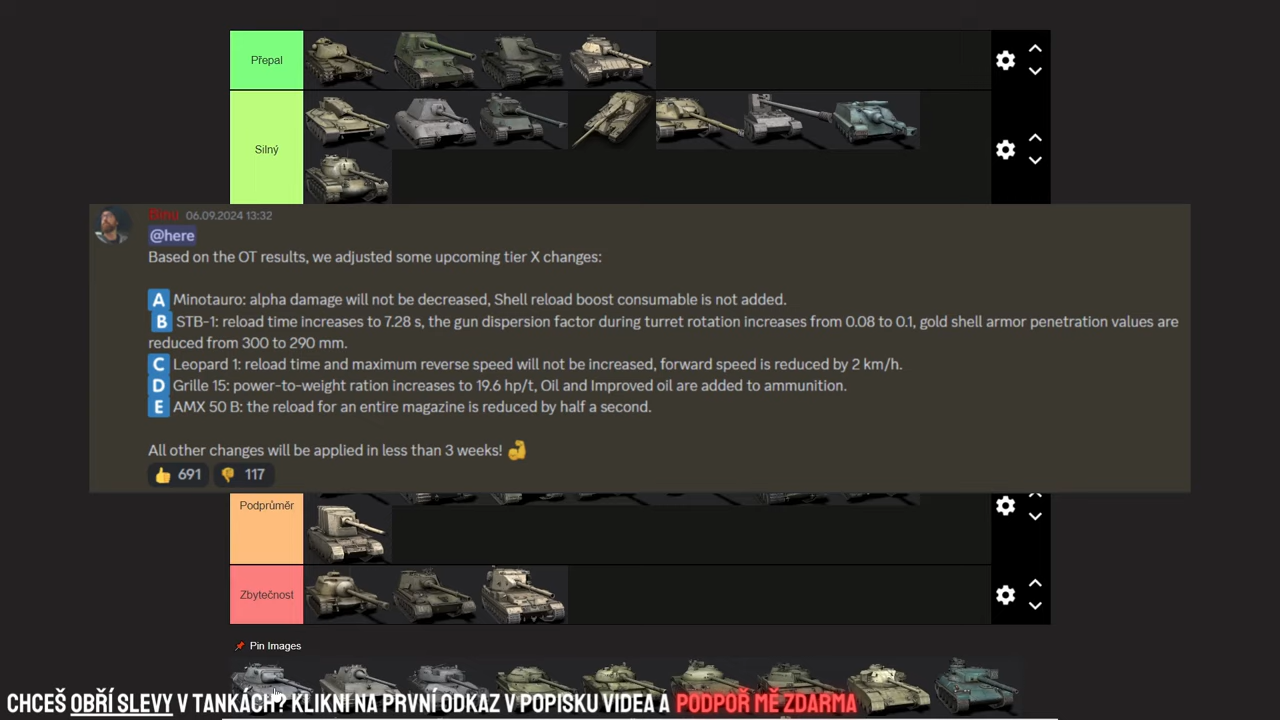 Přepal
Silný
Dinu 06.09.2024 13:32
@here
Based on the OT results, we adjusted some upcoming tier X changes:
A Minotauro: alpha damage will not be decreased, Shell reload boost consumable is not added.
B STB-1: reload time increases to 7.28 s, the gun dispersion factor during turret rotation increases from 0.08 to 0.1, gold shell armor penetration values are
reduced from 300 to 290 mm.
C Leopard 1: reload time and maximum reverse speed will not be increased, forward speed is reduced by 2 km/h.
D Grille 15: power-to-weight ration increases to 19.6 hp/t, Oil and Improved oil are added to ammunition.
E AMX 50 B: the reload for an entire magazine is reduced by half a second.
All other changes will be applied in less than 3 weeks! 💪
👍 691 👎 117
Podprůměr
Zbytečnost
Pin Images
CHCEŠ OBŘÍ SLEVY V TANKÁCH? KLIKNI NA PRVNÍ ODKAZ V POPISKU VIDEA A PODPOŘ MĚ ZDARMA